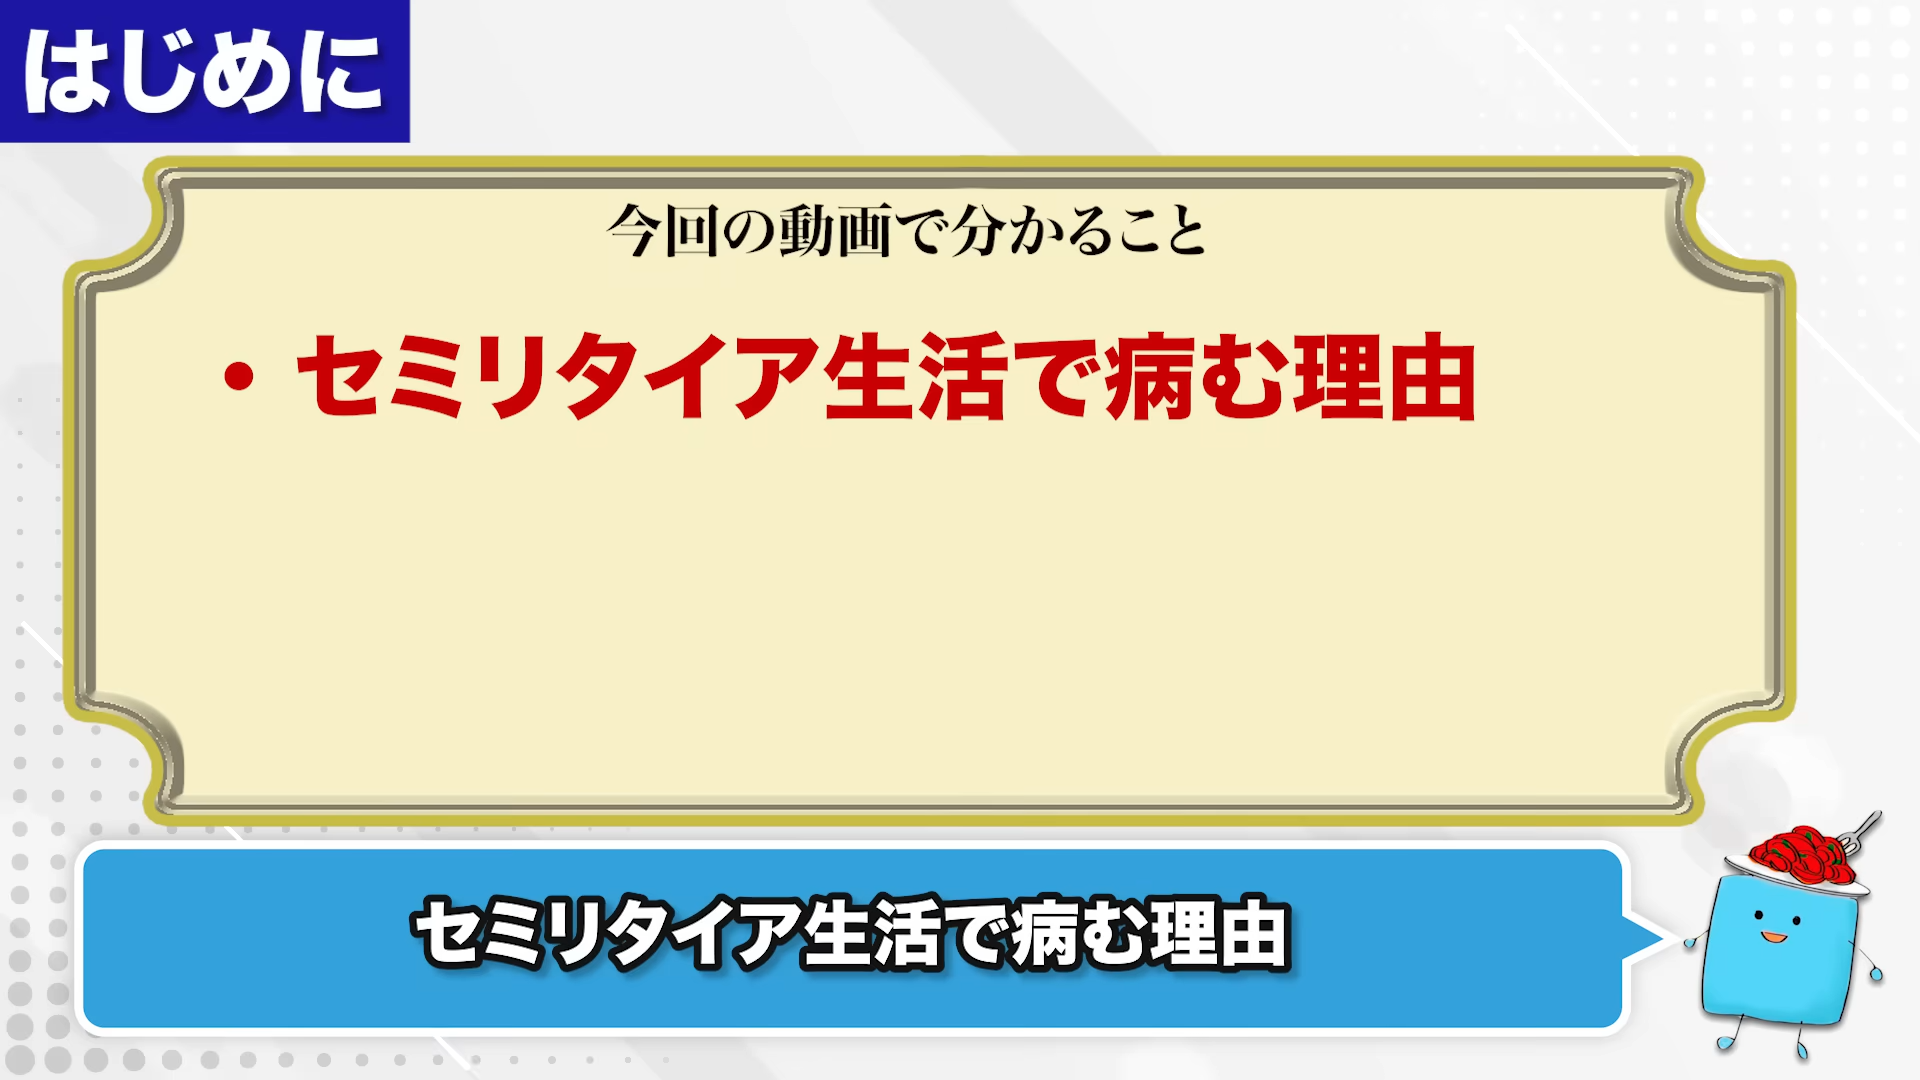 はじめに
今回の動画で分かること
・セミリタイア生活で病む理由
セミリタイア生活で病む理由